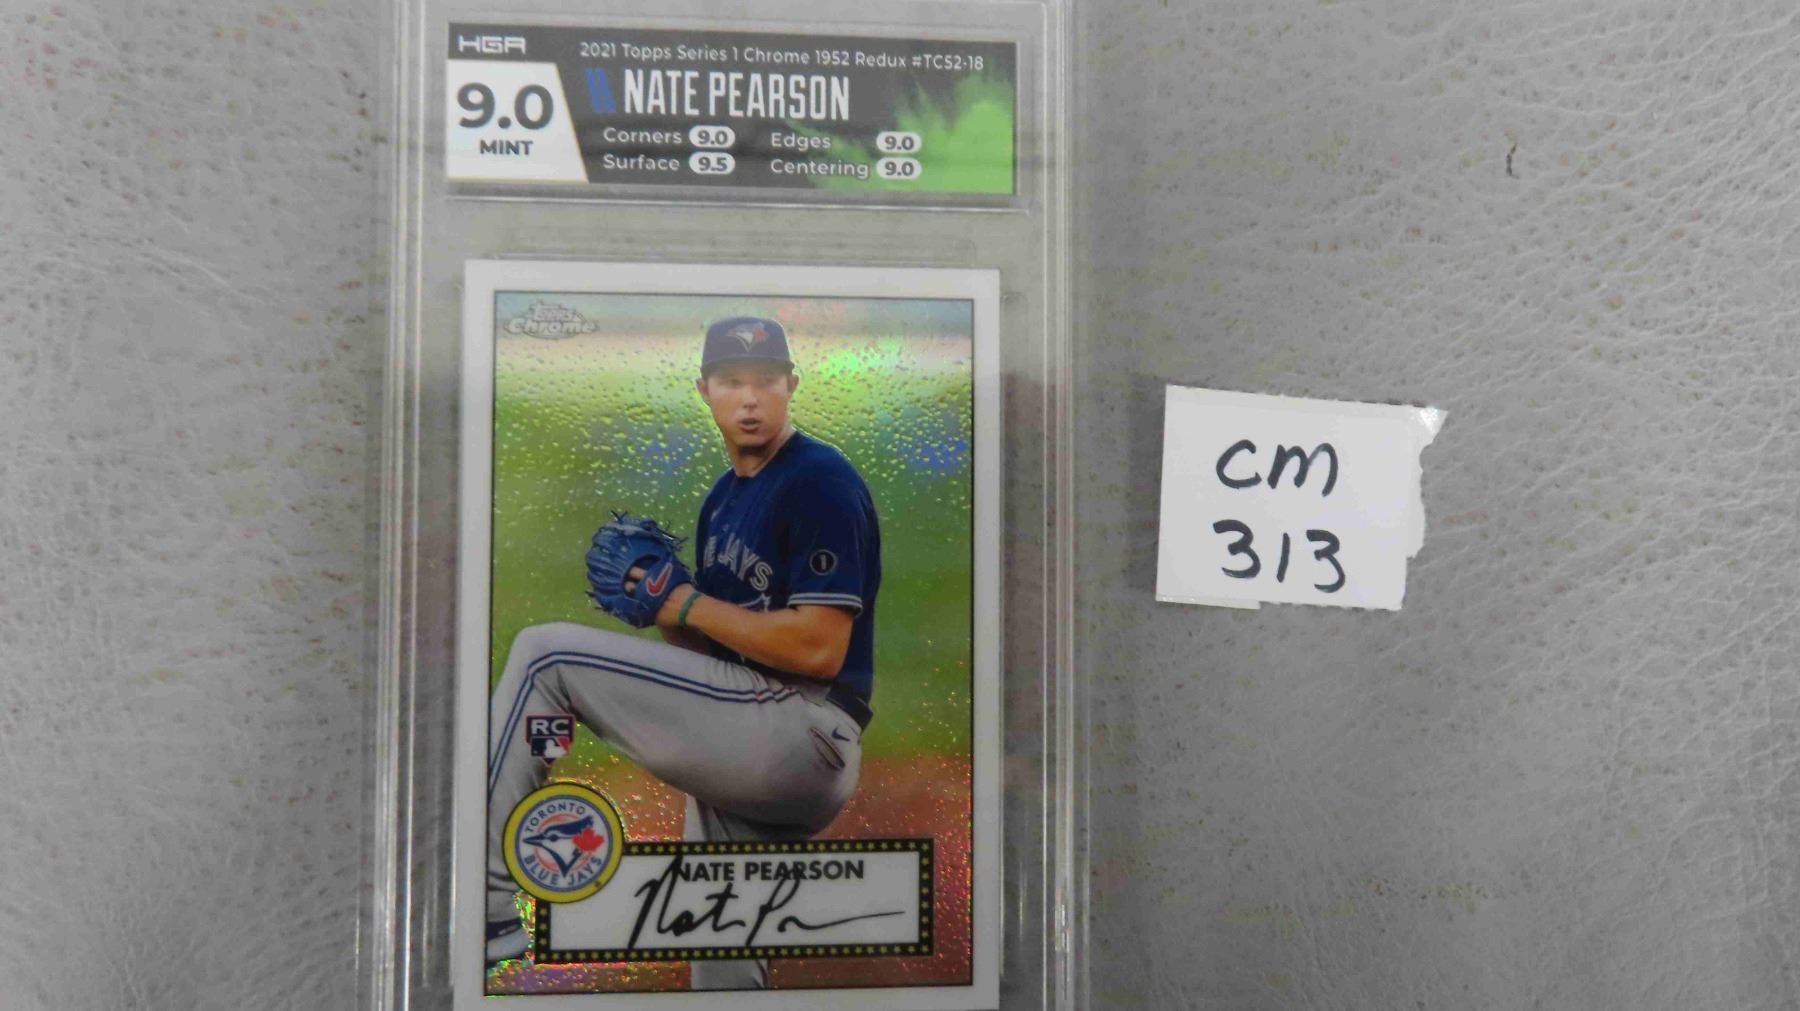 HGA
2021 Topps Series 1 Chrome 1952 Redux #TC52-18
9.0
MINT
NATE PEARSON
Corners 9.0 Edges 9.0
Surface 9.5 Centering 9.0
Topps
Chrome
JAYS
1
RC
TORONTO
BLUE JAYS
NATE PEARSON
Nate P
cm
313